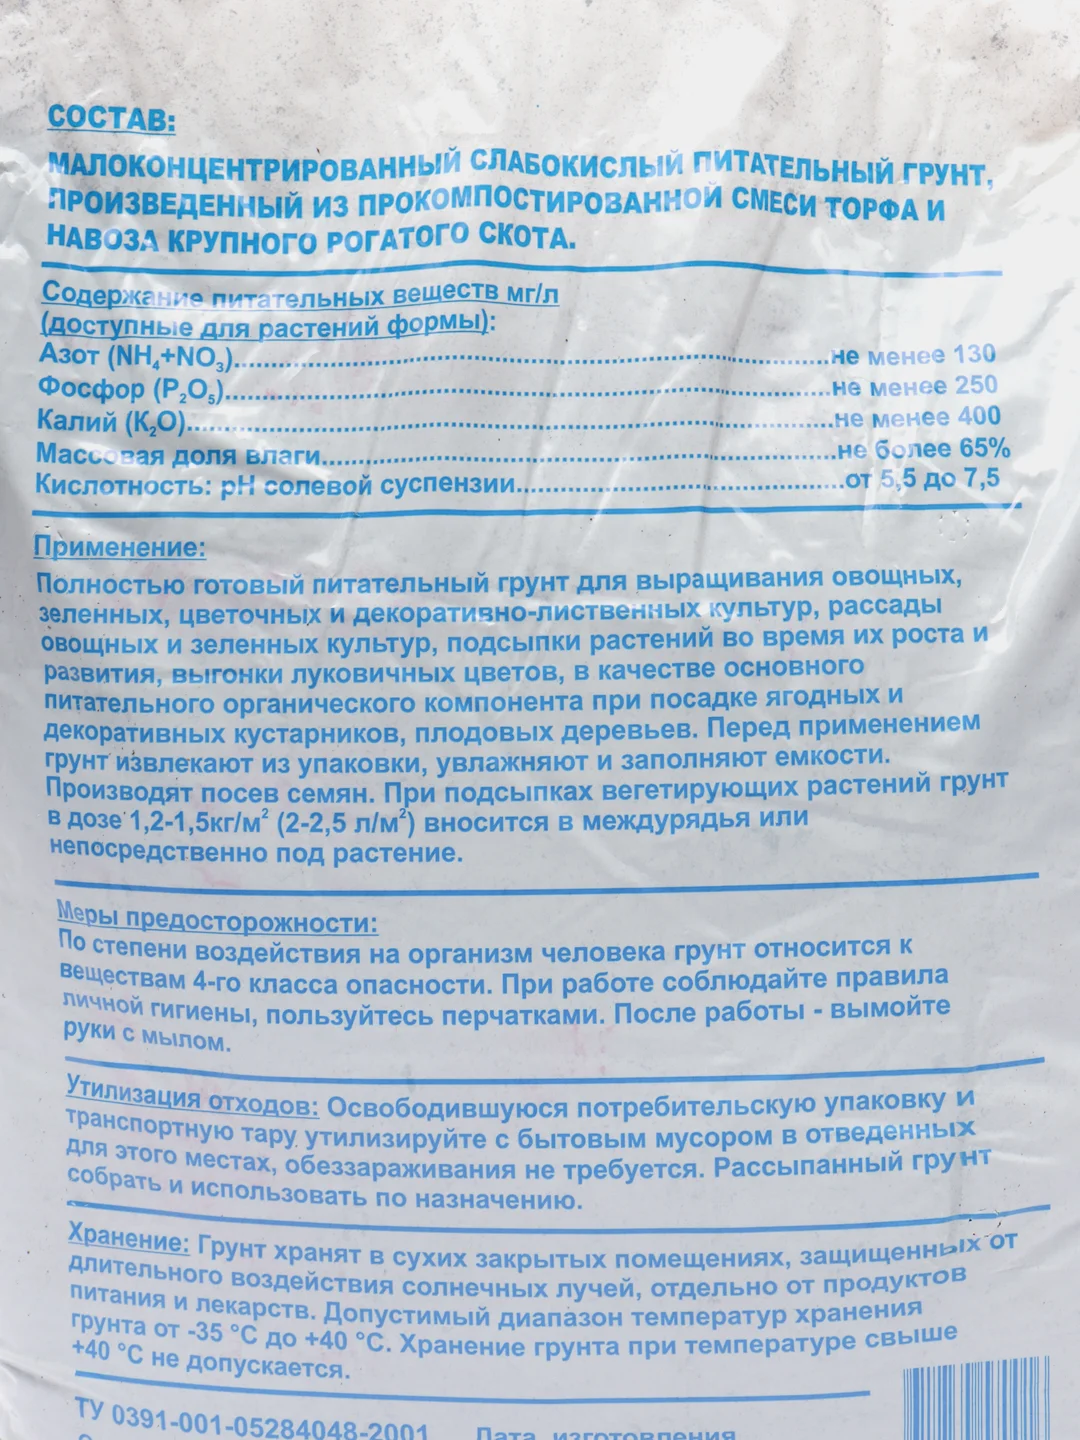 СОСТАВ:
МАЛОКОНЦЕНТРИРОВАННЫЙ СЛАБОКИСЛЫЙ ПИТАТЕЛЬНЫЙ ГРУНТ,
ПРОИЗВЕДЕННЫЙ ИЗ ПРОКОМПОСТИРОВАННОЙ СМЕСИ ТОРФА И
НАВОЗА КРУПНОГО РОГАТОГО СКОТА.
Содержание питательных веществ мг/л
(доступные для растений формы):
Азот (NH₄+NO₃)........................................................не менее 130
Фосфор (P₂O₅)........................................................не менее 250
Калий (K₂O)........................................................не менее 400
Массовая доля влаги........................................................не более 65%
Кислотность: pH солевой суспензии........................................от 5,5 до 7,5
Применение:
Полностью готовый питательный грунт для выращивания овощных,
зеленных, цветочных и декоративно-лиственных культур, рассады
овощных и зеленных культур, подсыпки растений во время их роста и
развития, выгонки луковичных цветов, в качестве основного
питательного органического компонента при посадке ягодных и
декоративных кустарников, плодовых деревьев. Перед применением
грунт извлекают из упаковки, увлажняют и заполняют емкости.
Производят посев семян. При подсыпках вегетирующих растений грунт
в дозе 1,2-1,5кг/м² (2-2,5 л/м²) вносится в междурядья или
непосредственно под растение.
Меры предосторожности:
По степени воздействия на организм человека грунт относится к
веществам 4-го класса опасности. При работе соблюдайте правила
личной гигиены, пользуйтесь перчатками. После работы - вымойте
руки с мылом.
Утилизация отходов: Освободившуюся потребительскую упаковку и
транспортную тару утилизируйте с бытовым мусором в отведенных
для этого местах, обеззараживания не требуется. Рассыпанный грунт
собрать и использовать по назначению.
Хранение: Грунт хранят в сухих закрытых помещениях, защищенных от
длительного воздействия солнечных лучей, отдельно от продуктов
питания и лекарств. Допустимый диапазон температур хранения
грунта от -35 °С до +40 °С. Хранение грунта при температуре свыше
+40 °С не допускается.
ТУ 0391-001-05284048-2001 Дата изготовления